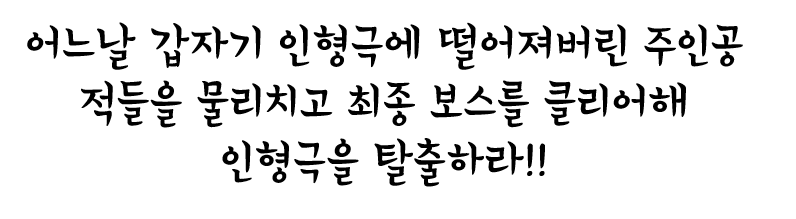 어느날 갑자기 인형극에 떨어져버린 주인공
적들을 물리치고 최종 보스를 클리어해
인형극을 탈출하라!!